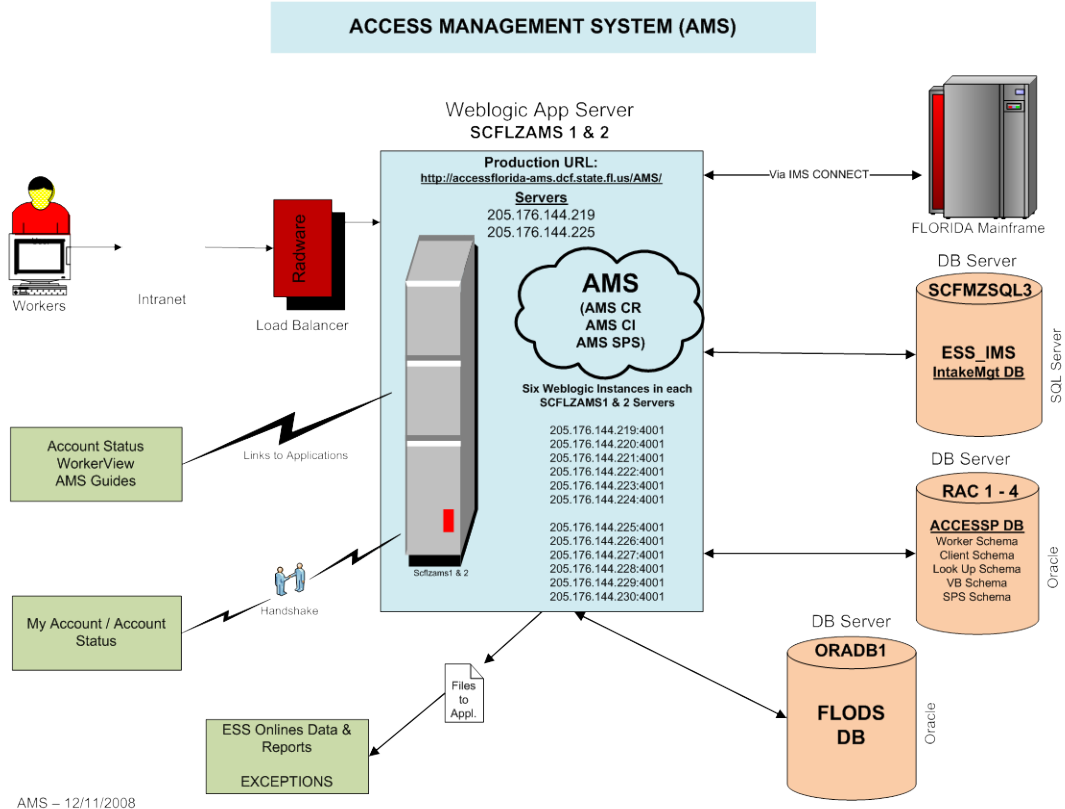 ACCESS MANAGEMENT SYSTEM (AMS)
Weblogic App Server
SCFLZAMS 1 & 2
Production URL:
http://accessflorida-ams.dcf.state.fl.us/AMS/
Servers
205.176.144.219
205.176.144.225
AMS
(AMS CR
AMS CI
AMS SPS)
Six Weblogic Instances in each
SCFLZAMS1 & 2 Servers
205.176.144.219:4001
205.176.144.220:4001
205.176.144.221:4001
205.176.144.222:4001
205.176.144.223:4001
205.176.144.224:4001
205.176.144.225:4001
205.176.144.226:4001
205.176.144.227:4001
205.176.144.228:4001
205.176.144.229:4001
205.176.144.230:4001
Scflzams1 & 2
Workers
Intranet
Radware
Load Balancer
Via IMS CONNECT
FLORIDA Mainframe
DB Server
SCFMZSQL3
ESS_IMS
IntakeMgt DB
SQL Server
Account Status
WorkerView
AMS Guides
Links to Applications
DB Server
RAC 1 - 4
ACCESSP DB
Worker Schema
Client Schema
Look Up Schema
VB Schema
SPS Schema
Oracle
My Account / Account
Status
Handshake
DB Server
ORADB1
FLODS
DB
Oracle
Files
to
Appl.
ESS Onlines Data &
Reports
EXCEPTIONS
AMS – 12/11/2008